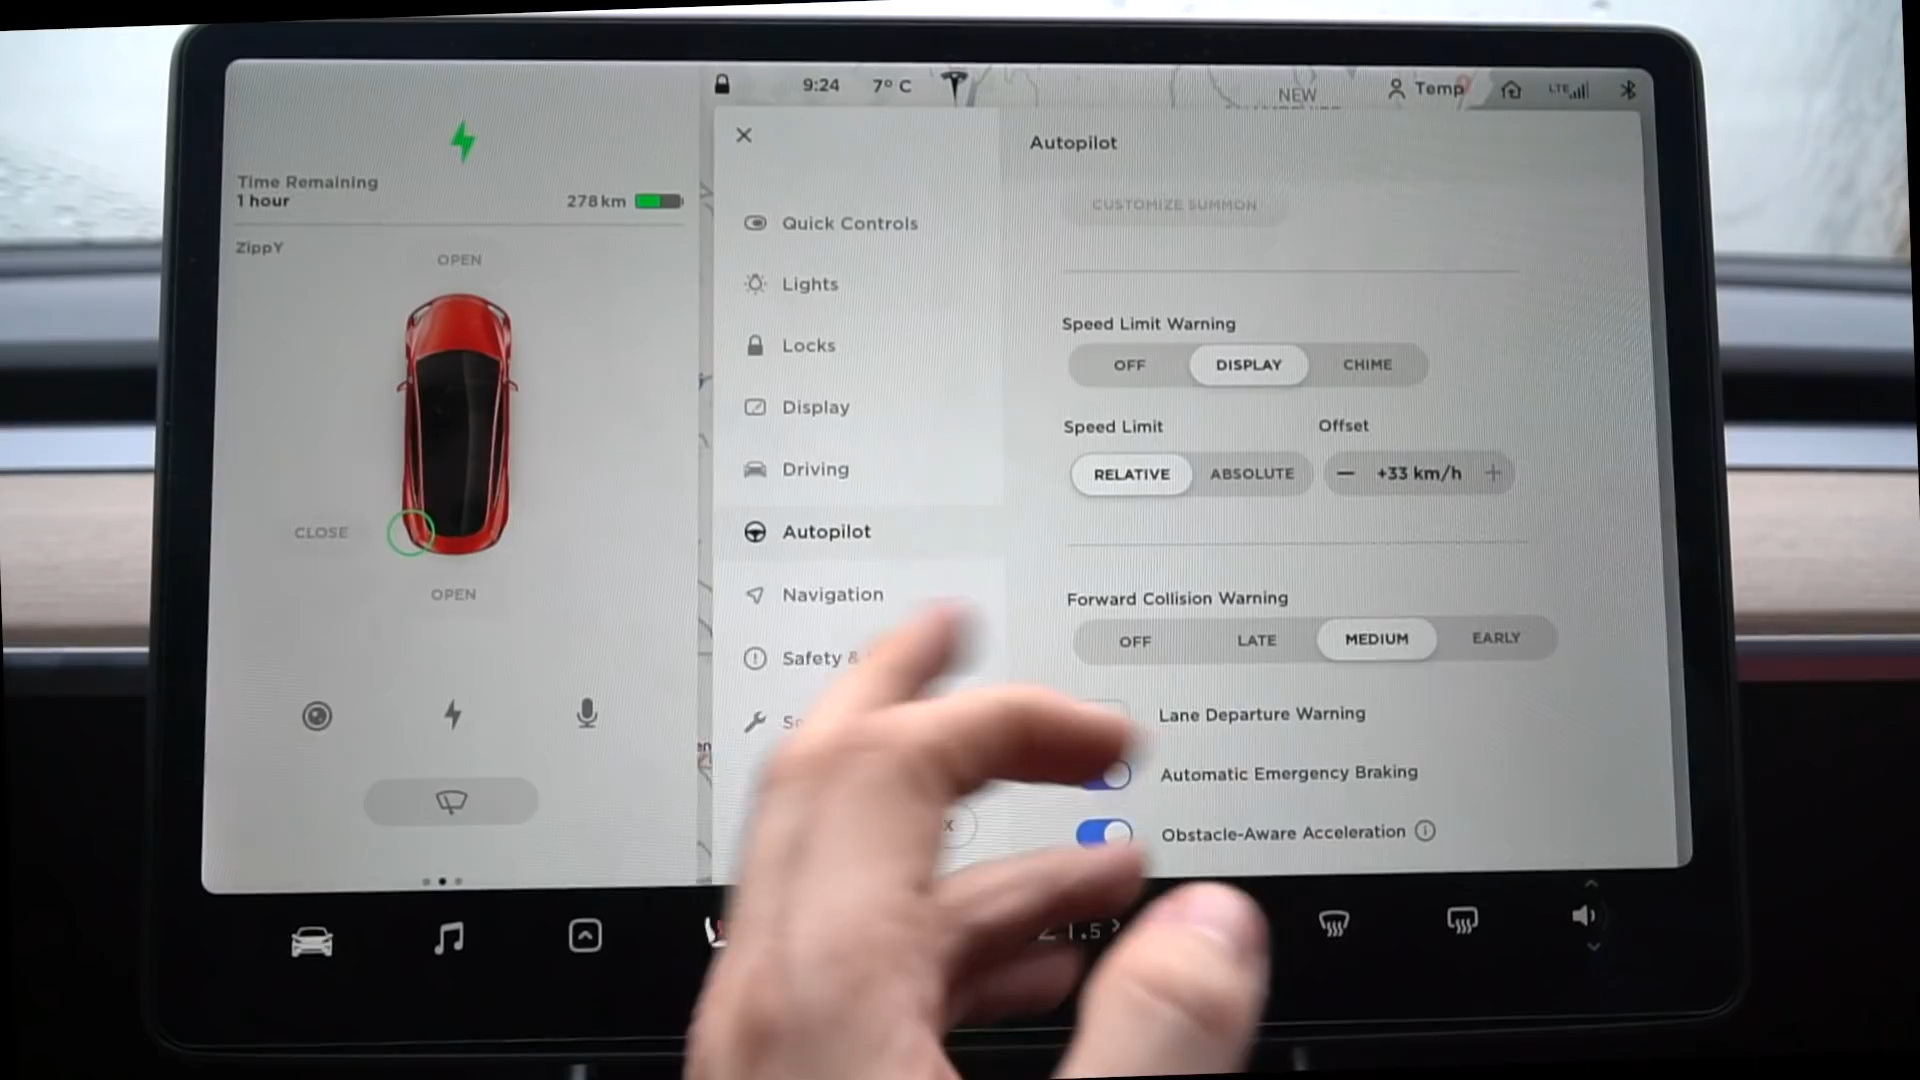 9:24 7° C NEW Temp LTE
Time Remaining
1 hour 278 km
ZippY
OPEN
CLOSE
OPEN
Quick Controls
Lights
Locks
Display
Driving
Autopilot
Navigation
Safety &
Autopilot
CUSTOMIZE SUMMON
Speed Limit Warning
OFF DISPLAY CHIME
Speed Limit Offset
RELATIVE ABSOLUTE — +33 km/h +
Forward Collision Warning
OFF LATE MEDIUM EARLY
Lane Departure Warning
Automatic Emergency Braking
Obstacle-Aware Acceleration